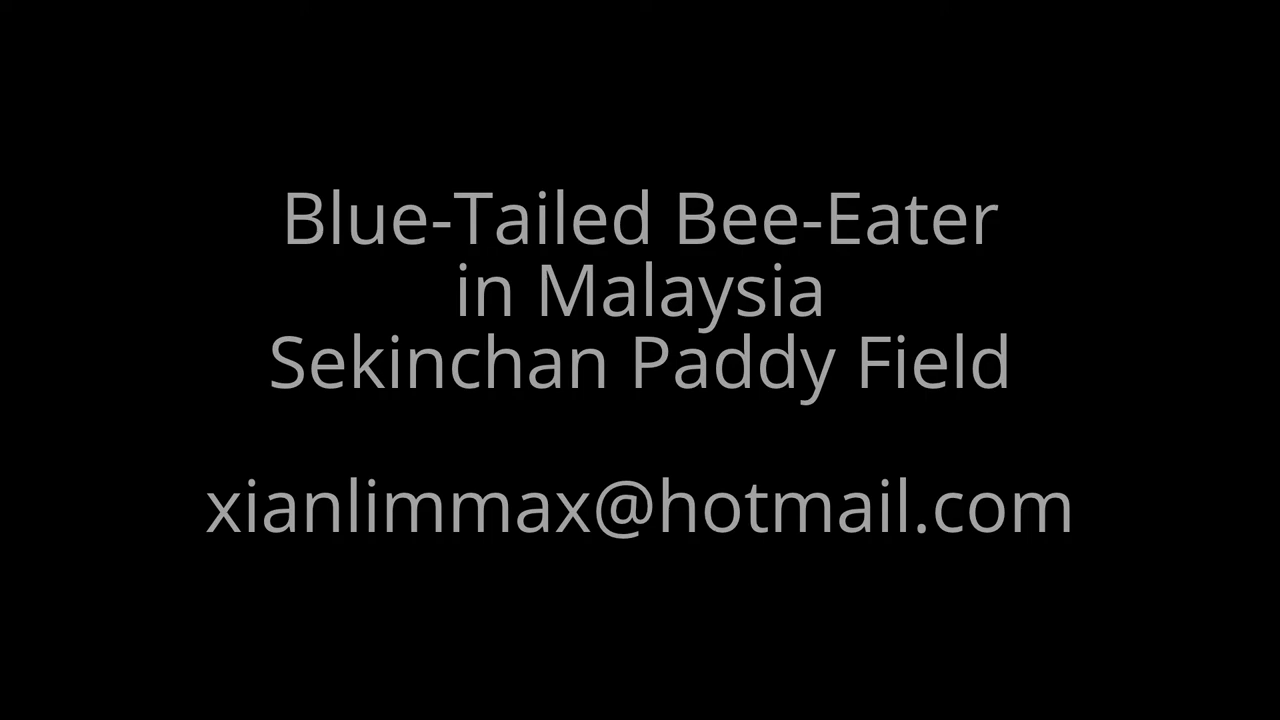 Blue-Tailed Bee-Eater
in Malaysia
Sekinchan Paddy Field
xianlimmax@hotmail.com